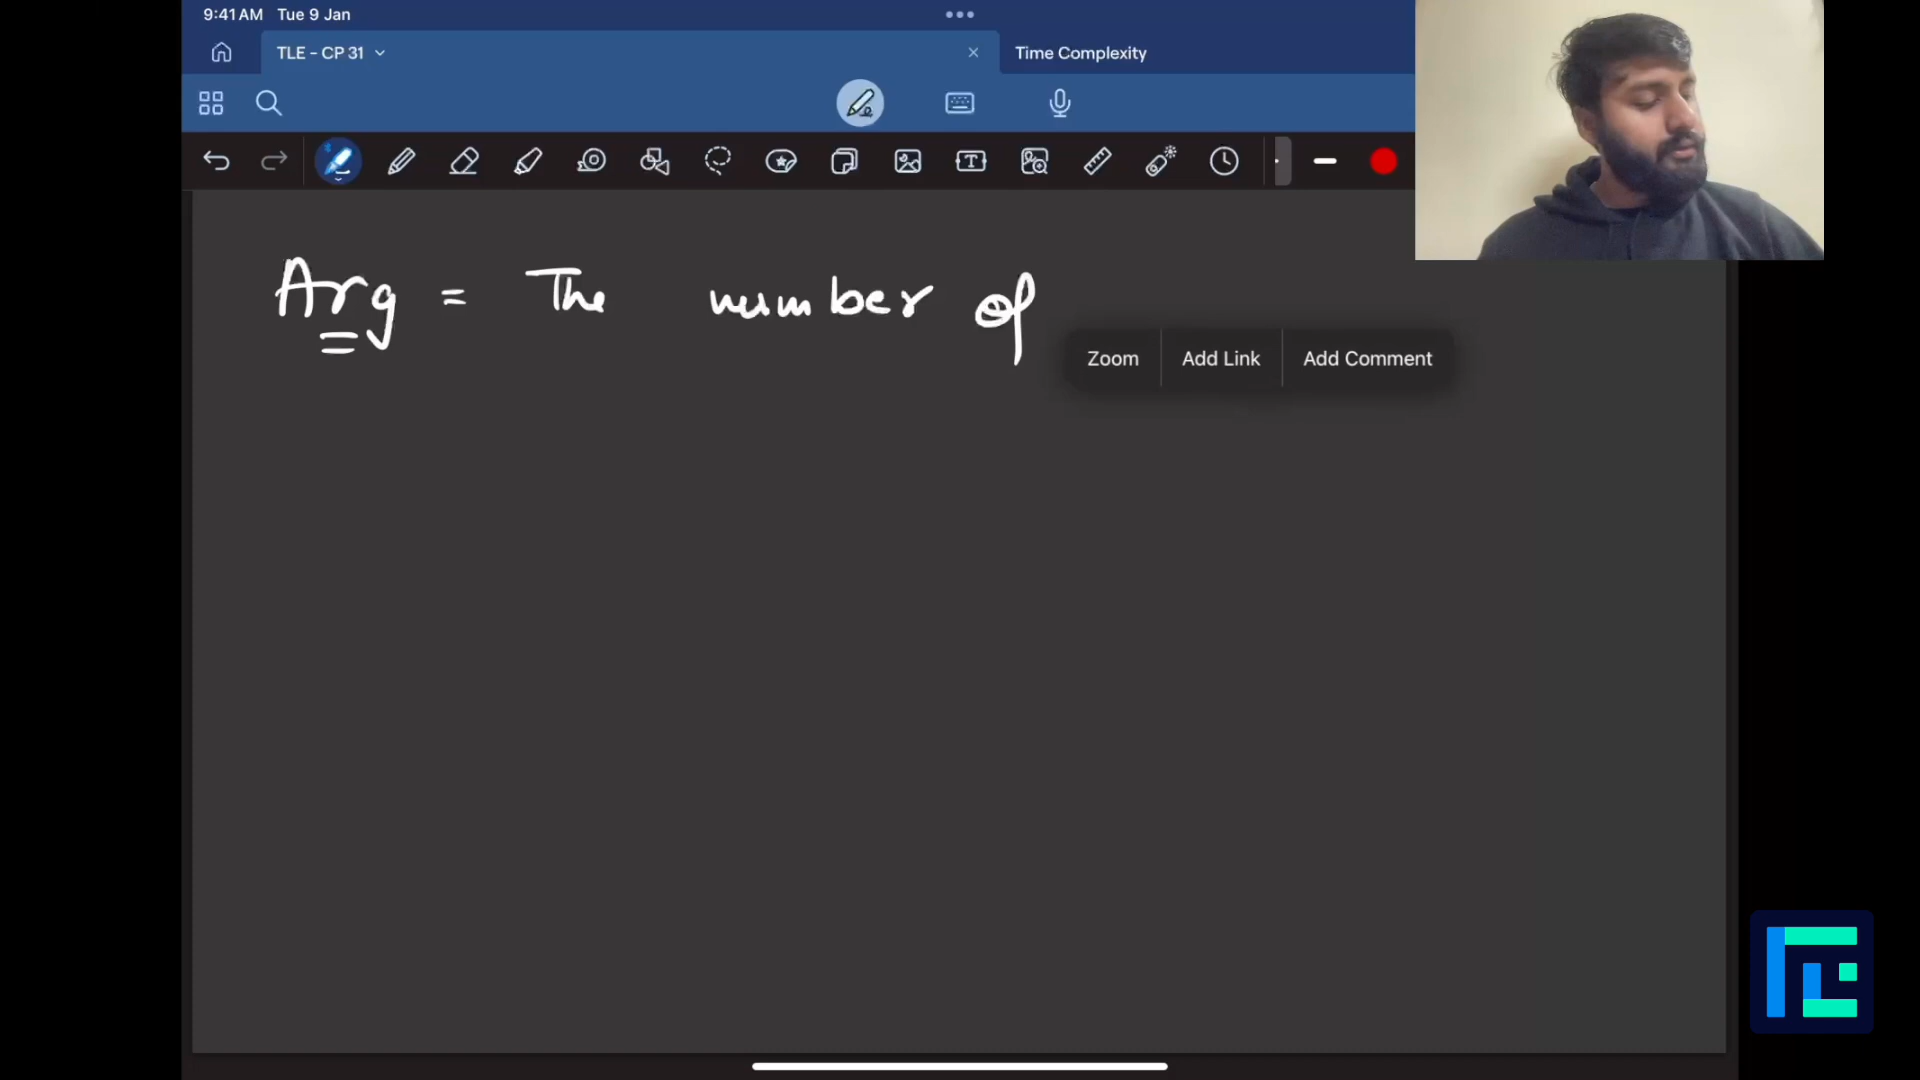 9:41 AM Tue 9 Jan
TLE - CP 31
Time Complexity
Arg = The number of
Zoom
Add Link
Add Comment